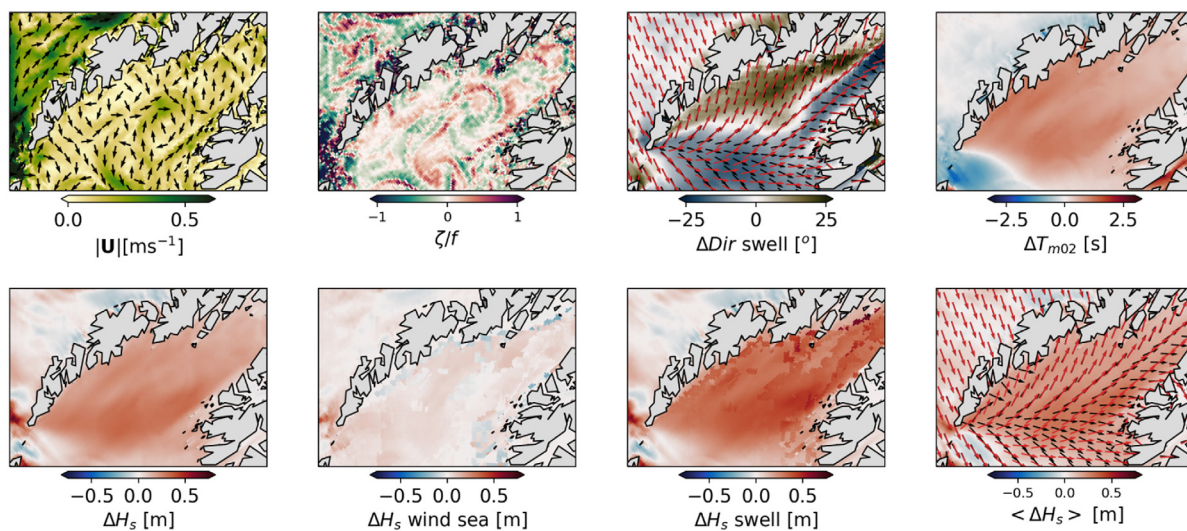 0.0 0.5
|U|[ms⁻¹]
−1 0 1
ζ/f
−25 0 25
ΔDir swell [°]
−2.5 0.0 2.5
ΔT_{m02} [s]
−0.5 0.0 0.5
ΔH_s [m]
−0.5 0.0 0.5
ΔH_s wind sea [m]
−0.5 0.0 0.5
ΔH_s swell [m]
−0.5 0.0 0.5
< ΔH_s > [m]